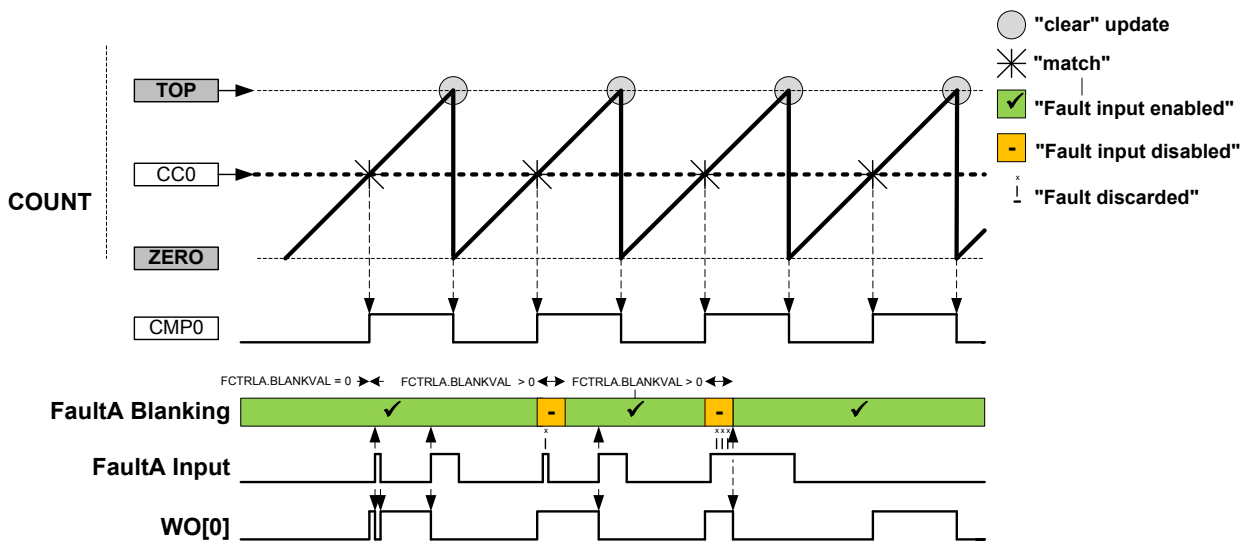 "clear" update
"match"
TOP
"Fault input enabled"
- "Fault input disabled"
CC0
x
"Fault discarded"
COUNT
ZERO
CMP0
FCTRLA.BLANKVAL = 0 FCTRLA.BLANKVAL > 0 FCTRLA.BLANKVAL > 0
FaultA Blanking ✓ - ✓ - ✓
x xxx
FaultA Input
WO[0]